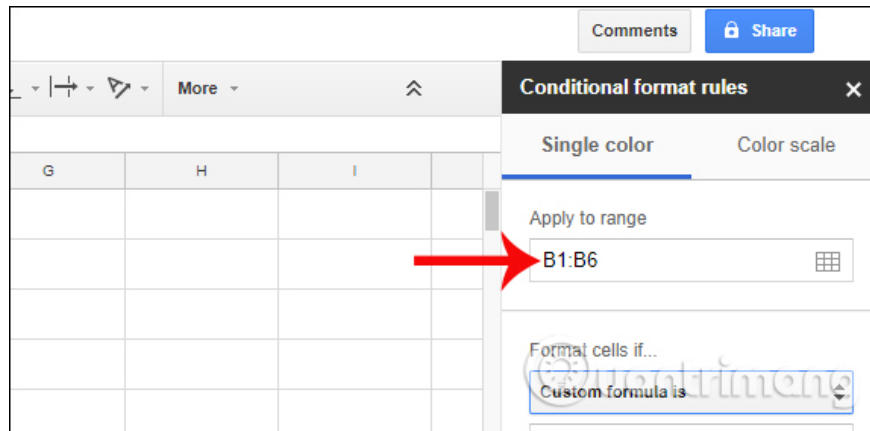 Comments
Share
More
Conditional format rules
Single color
Color scale
G H I
Apply to range
B1:B6
Format cells if...
Quantrimang
Custom formula is